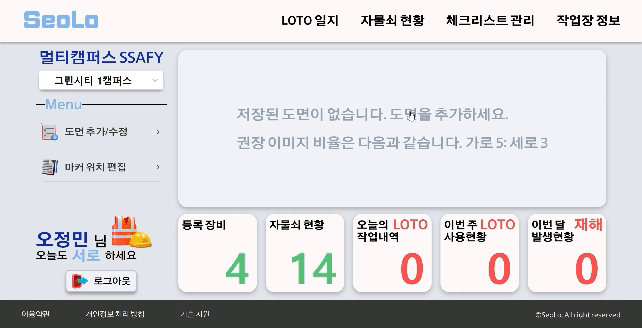 SeoLo
LOTO 일지 자물쇠 현황 체크리스트 관리 작업장 정보
멀티캠퍼스 SSAFY
그린시티 1캠퍼스
Menu
도면 추가/수정
마커 위치 편집
오정민 님
오늘도 서로 하세요
로그아웃
저장된 도면이 없습니다. 도면을 추가하세요.
권장 이미지 비율은 다음과 같습니다. 가로 5: 세로 3
등록 장비
4
자물쇠 현황
14
오늘의 LOTO
작업내역
0
이번 주 LOTO
사용현황
0
이번 달 재해
발생현황
0
이용약관 개인정보 처리 방침 기술 지원
©SeoLo. All right reserved